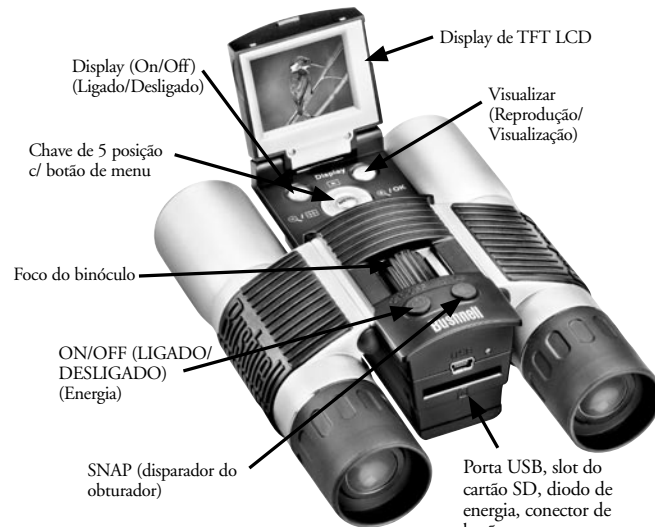 Display de TFT LCD
Display (On/Off)
(Ligado/Desligado)
Visualizar
(Reprodução/
Visualização)
Chave de 5 posição
c/ botão de menu
Display
/OK
Foco do binóculo
Bushnell
Bushnell
USB
ON/OFF (LIGADO/
DESLIGADO)
(Energia)
SNAP (disparador do
obturador)
Porta USB, slot do
cartão SD, diodo de
energia, conector de